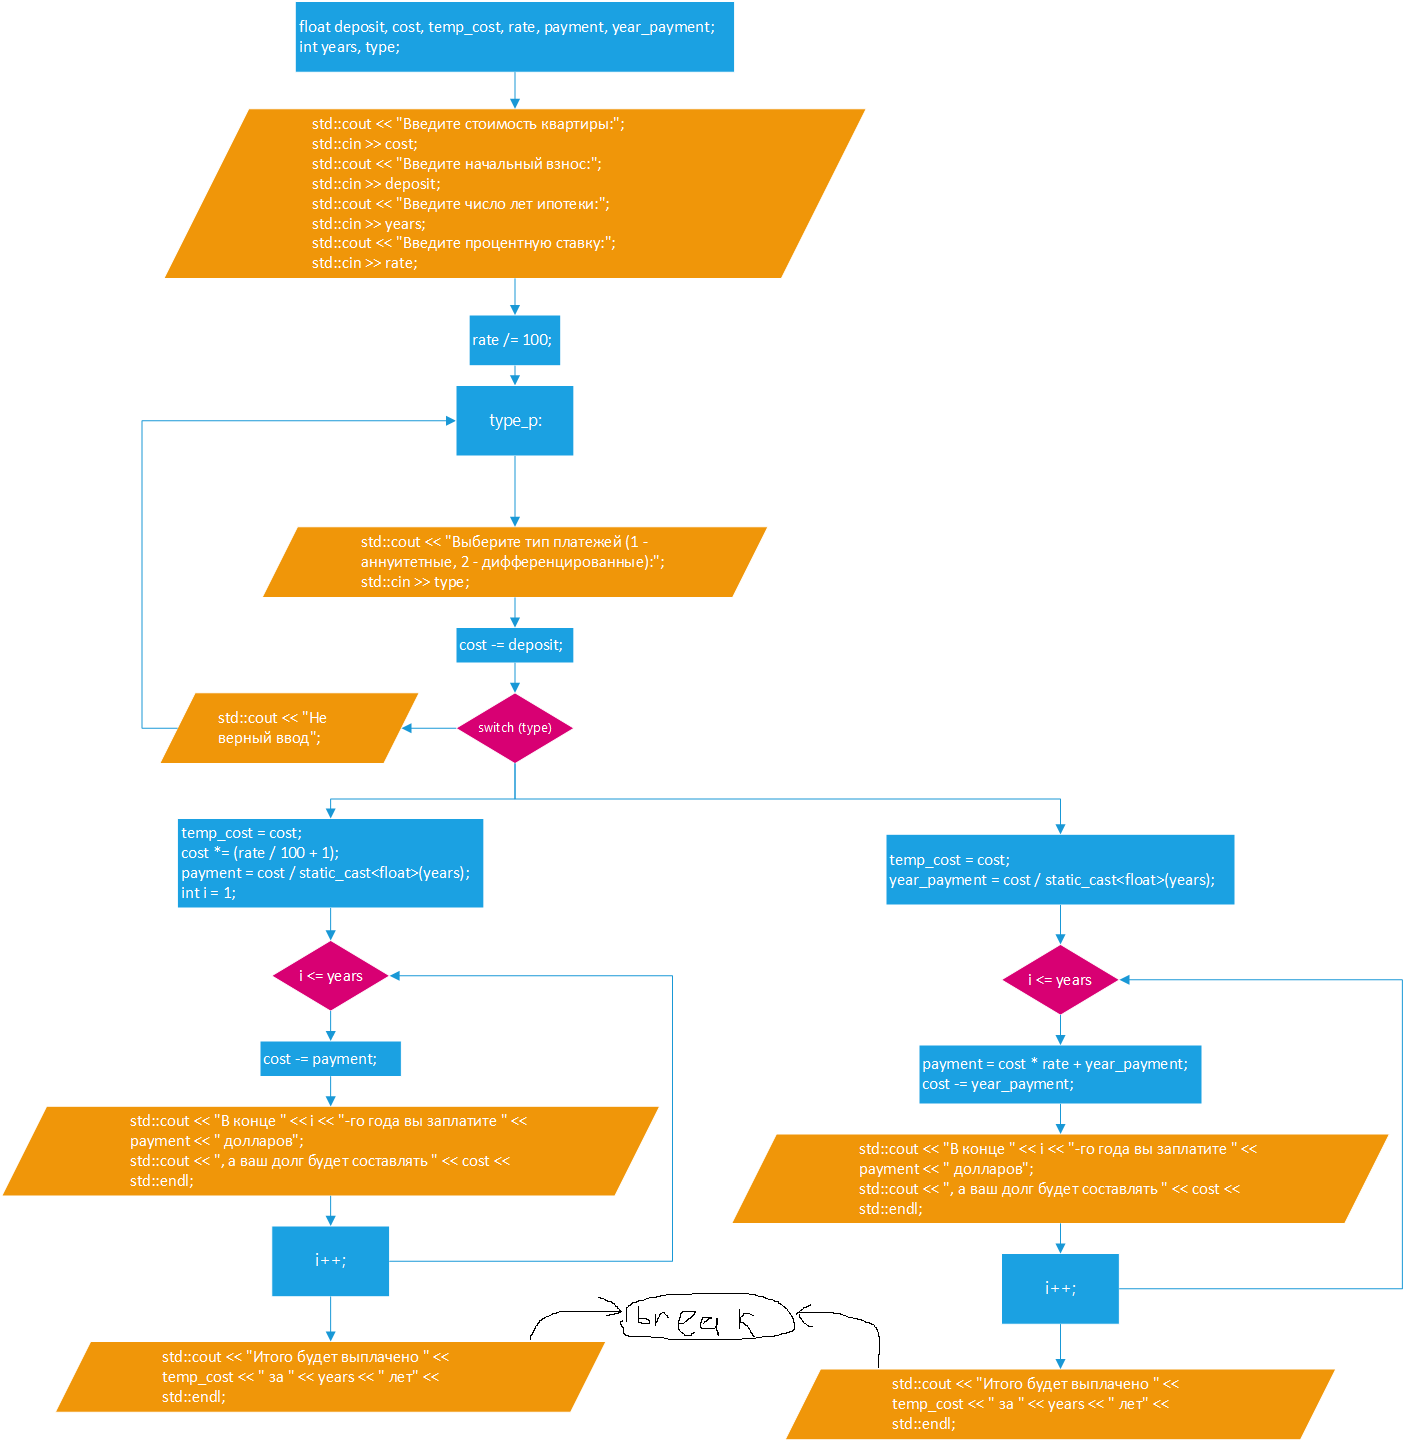 float deposit, cost, temp_cost, rate, payment, year_payment;
int years, type;
std::cout << "Введите стоимость квартиры:";
std::cin >> cost;
std::cout << "Введите начальный взнос:";
std::cin >> deposit;
std::cout << "Введите число лет ипотеки:";
std::cin >> years;
std::cout << "Введите процентную ставку:";
std::cin >> rate;
rate /= 100;
type_p:
std::cout << "Выберите тип платежей (1 -
аннуитетные, 2 - дифференцированные):";
std::cin >> type;
cost -= deposit;
switch (type)
std::cout << "Не
верный ввод";
temp_cost = cost;
cost *= (rate / 100 + 1);
payment = cost / static_cast<float>(years);
int i = 1;
i <= years
cost -= payment;
std::cout << "В конце " << i << "-го года вы заплатите " <<
payment << " долларов";
std::cout << ", а ваш долг будет составлять " << cost <<
std::endl;
i++;
std::cout << "Итого будет выплачено " <<
temp_cost << " за " << years << " лет" <<
std::endl;
break
temp_cost = cost;
year_payment = cost / static_cast<float>(years);
i <= years
payment = cost * rate + year_payment;
cost -= year_payment;
std::cout << "В конце " << i << "-го года вы заплатите " <<
payment << " долларов";
std::cout << ", а ваш долг будет составлять " << cost <<
std::endl;
i++;
std::cout << "Итого будет выплачено " <<
temp_cost << " за " << years << " лет" <<
std::endl;